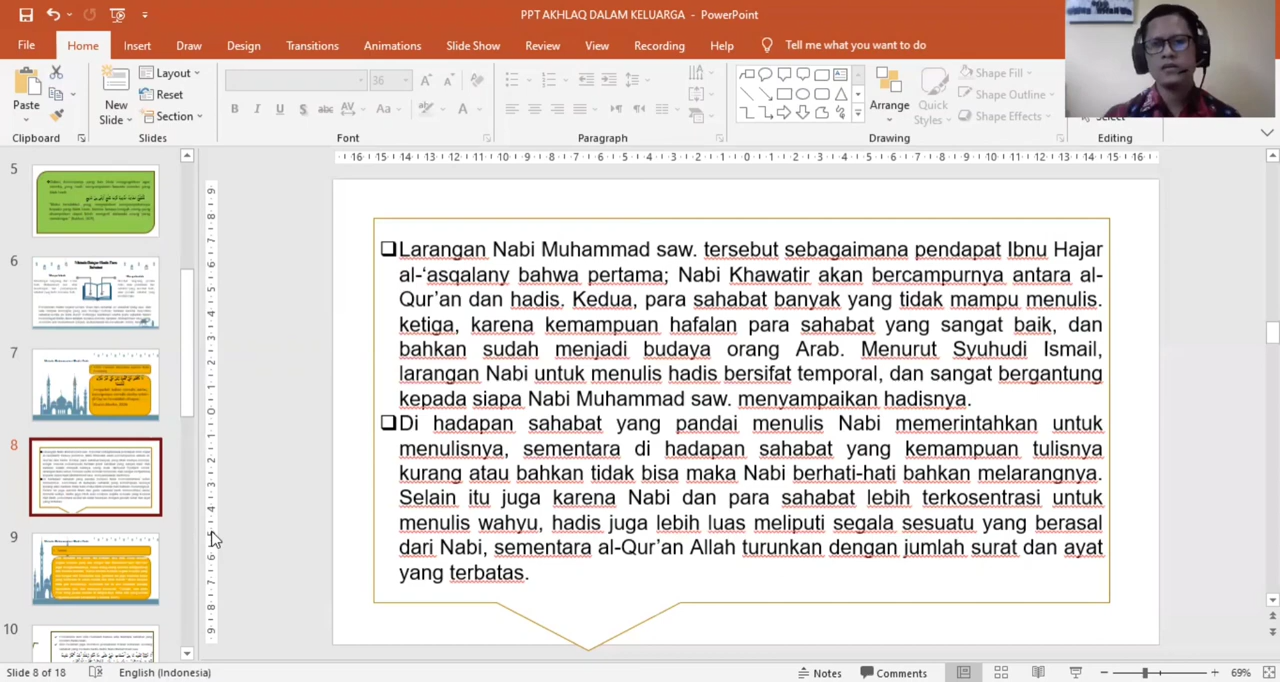 PPT AKHLAQ DALAM KELUARGA - PowerPoint
File Home Insert Draw Design Transitions Animations Slide Show Review View Recording Help Tell me what you want to do
Paste
Clipboard
New Slide
Layout
Reset
Section
Slides
36
Font
Paragraph
Arrange
Quick Styles
Shape Fill
Shape Outline
Shape Effects
Drawing
Select
Editing
5
6
7
8
9
10
❑Larangan Nabi Muhammad saw. tersebut sebagaimana pendapat Ibnu Hajar
al-‘asqalany bahwa pertama; Nabi Khawatir akan bercampurnya antara al-
Qur’an dan hadis. Kedua, para sahabat banyak yang tidak mampu menulis.
ketiga, karena kemampuan hafalan para sahabat yang sangat baik, dan
bahkan sudah menjadi budaya orang Arab. Menurut Syuhudi Ismail,
larangan Nabi untuk menulis hadis bersifat temporal, dan sangat bergantung
kepada siapa Nabi Muhammad saw. menyampaikan hadisnya.
❑Di hadapan sahabat yang pandai menulis Nabi memerintahkan untuk
menulisnya, sementara di hadapan sahabat yang kemampuan tulisnya
kurang atau bahkan tidak bisa maka Nabi hati-hati bahkan melarangnya.
Selain itu juga karena Nabi dan para sahabat lebih terkosentrasi untuk
menulis wahyu, hadis juga lebih luas meliputi segala sesuatu yang berasal
dari Nabi, sementara al-Qur’an Allah turunkan dengan jumlah surat dan ayat
yang terbatas.
Slide 8 of 18 English (Indonesia) Notes Comments 69%